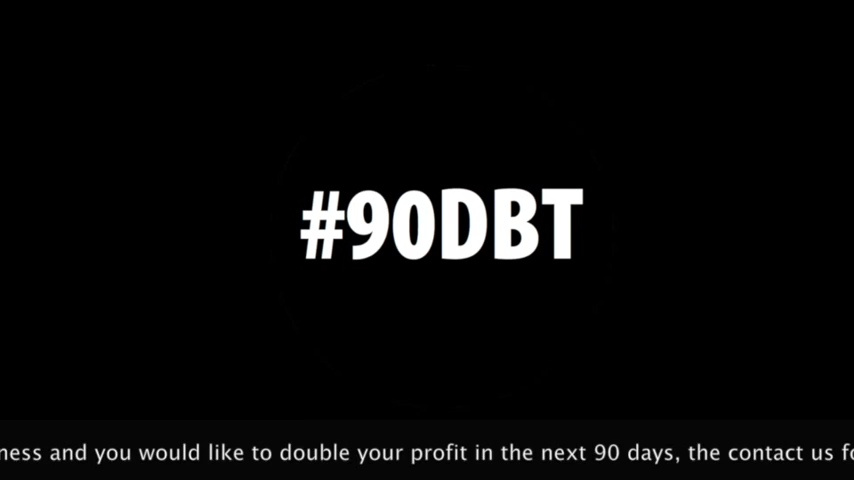 #90DBT
ness and you would like to double your profit in the next 90 days, the contact us fo